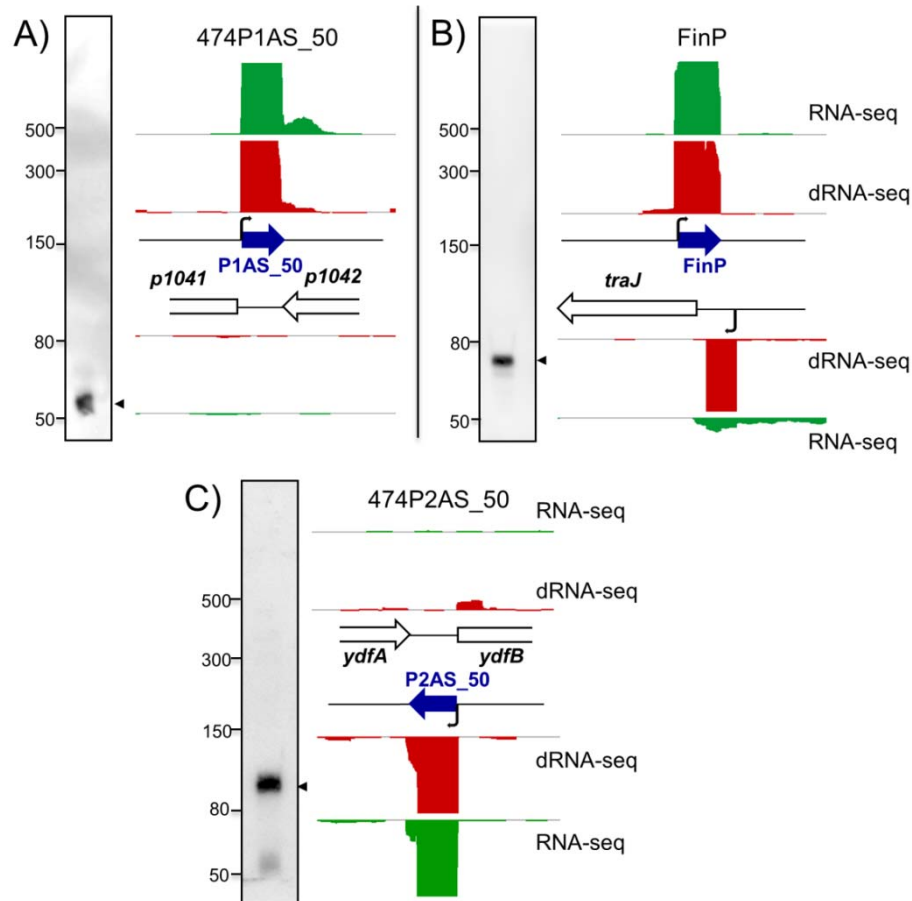 A)
474P1AS_50
500
300
150
80
50
P1AS_50
p1041
p1042
B)
FinP
500
300
150
80
50
RNA-seq
dRNA-seq
FinP
traJ
dRNA-seq
RNA-seq
C)
474P2AS_50
500
300
150
80
50
RNA-seq
dRNA-seq
ydfA
ydfB
P2AS_50
dRNA-seq
RNA-seq